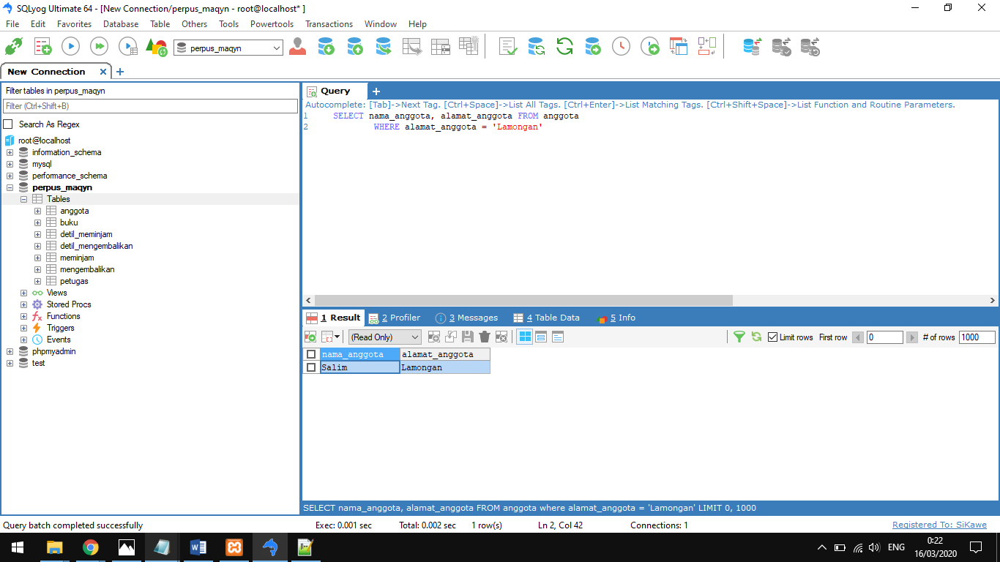 SQLyog Ultimate 64 - [New Connection/perpus_maqyn - root@localhost* ]
File Edit Favorites Database Table Others Tools Powertools Transactions Window Help
perpus_maqyn
New Connection
Filter tables in perpus_maqyn
Filter (Ctrl+Shift+B)
Search As Regex
root@localhost
information_schema
mysql
performance_schema
perpus_maqyn
Tables
anggota
buku
detil_meminjam
detil_mengembalikan
meminjam
mengembalikan
petugas
Views
Stored Procs
Functions
Triggers
Events
phpmyadmin
test
Query
Autocomplete: [Tab]->Next Tag. [Ctrl+Space]->List All Tags. [Ctrl+Enter]->List Matching Tags. [Ctrl+Shift+Space]->List Function and Routine Parameters.
1 SELECT nama_anggota, alamat_anggota FROM anggota
2 WHERE alamat_anggota = 'Lamongan'
1 Result 2 Profiler 3 Messages 4 Table Data 5 Info
(Read Only) Limit rows First row 0 # of rows 1000
nama_anggota alamat_anggota
Salim Lamongan
SELECT nama_anggota, alamat_anggota FROM anggota where alamat_anggota = 'Lamongan' LIMIT 0, 1000
Query batch completed successfully Exec: 0.001 sec Total: 0.002 sec 1 row(s) Ln 2, Col 42 Connections: 1 Registered To: SiKawe
ENG
0:22
16/03/2020